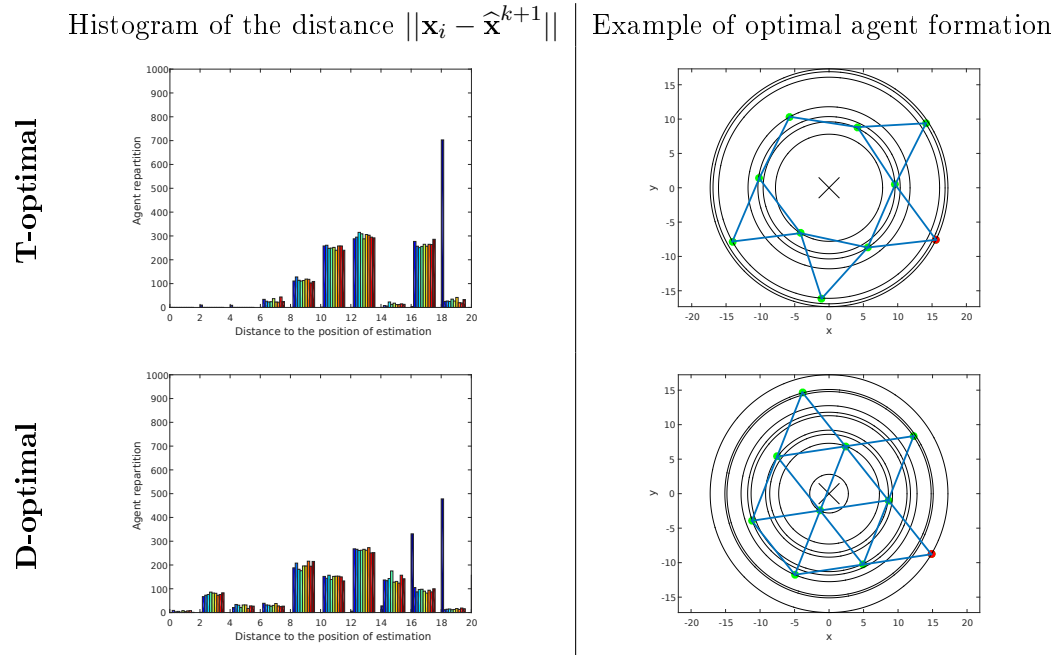 Histogram of the distance $||\mathbf{x}_i - \widehat{\mathbf{x}}^{k+1}||$
Example of optimal agent formation
T-optimal
1000
900
800
700
600
500
400
300
200
100
0
Agent repartition
0 2 4 6 8 10 12 14 16 18 20
Distance to the position of estimation
15
10
5
0
-5
-10
-15
y
-20 -15 -10 -5 0 5 10 15 20
x
D-optimal
1000
900
800
700
600
500
400
300
200
100
0
Agent repartition
0 2 4 6 8 10 12 14 16 18 20
Distance to the position of estimation
15
10
5
0
-5
-10
-15
y
-20 -15 -10 -5 0 5 10 15 20
x